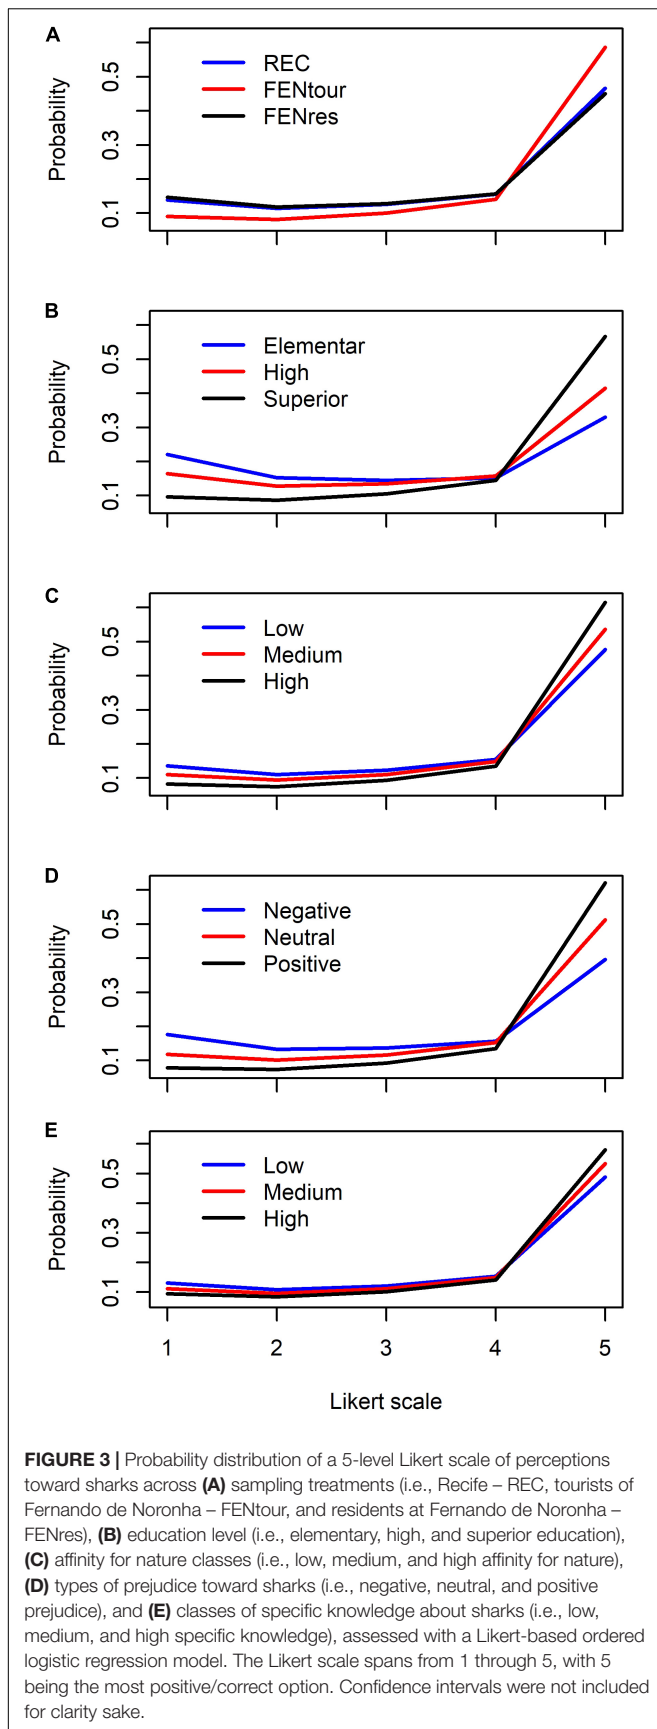 A
0.5
0.3
0.1
Probability
REC
FENtour
FENres
B
0.5
0.3
0.1
Probability
Elementar
High
Superior
C
0.5
0.3
0.1
Probability
Low
Medium
High
D
0.5
0.3
0.1
Probability
Negative
Neutral
Positive
E
0.5
0.3
0.1
Probability
Low
Medium
High
1 2 3 4 5
Likert scale
FIGURE 3 | Probability distribution of a 5-level Likert scale of perceptions
toward sharks across (A) sampling treatments (i.e., Recife – REC, tourists of
Fernando de Noronha – FENtour, and residents at Fernando de Noronha –
FENres), (B) education level (i.e., elementary, high, and superior education),
(C) affinity for nature classes (i.e., low, medium, and high affinity for nature),
(D) types of prejudice toward sharks (i.e., negative, neutral, and positive
prejudice), and (E) classes of specific knowledge about sharks (i.e., low,
medium, and high specific knowledge), assessed with a Likert-based ordered
logistic regression model. The Likert scale spans from 1 through 5, with 5
being the most positive/correct option. Confidence intervals were not included
for clarity sake.